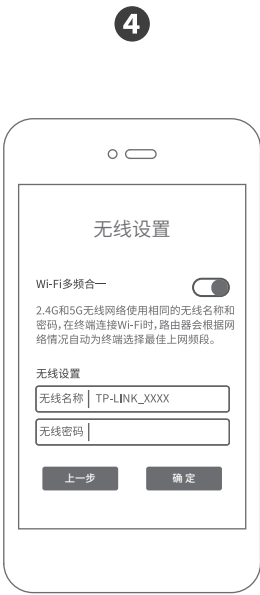 4
无线设置
Wi-Fi多频合一
2.4G和5G无线网络使用相同的无线名称和
密码，在终端连接Wi-Fi时，路由器会根据网
络情况自动为终端选择最佳上网频段。
无线设置
无线名称 TP-LINK_XXXX
无线密码
上一步 确定